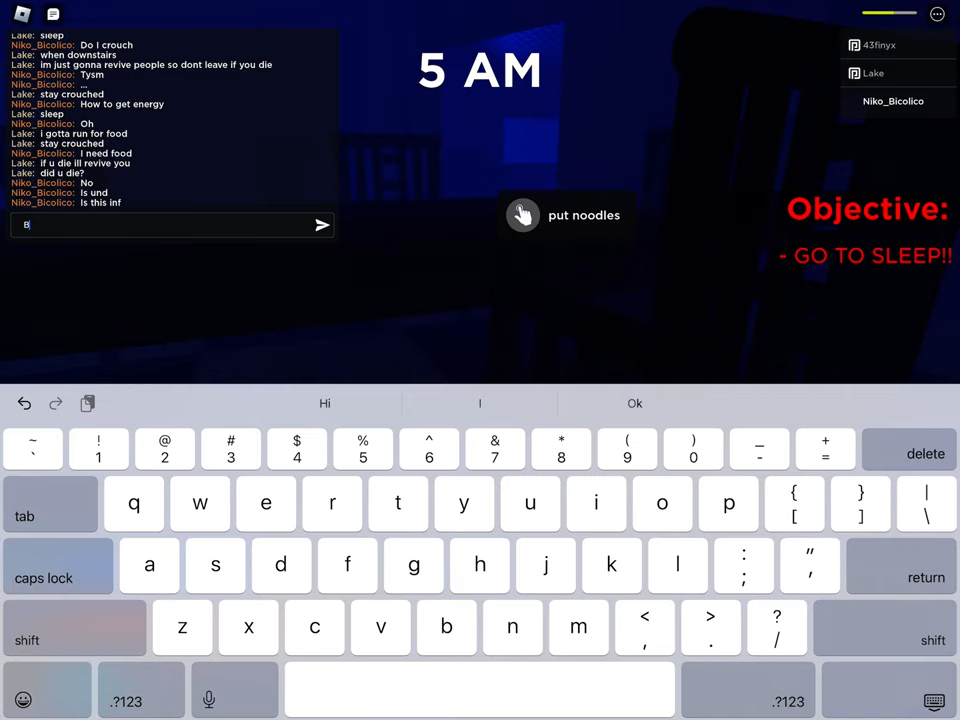 Lake: sleep
Niko_Bicolico: Do I crouch
Lake: when downstairs
Lake: im just gonna revive people so dont leave if you die
Niko_Bicolico: Tysm
Niko_Bicolico: ...
Lake: stay crouched
Niko_Bicolico: How to get energy
Lake: sleep
Niko_Bicolico: Oh
Lake: i gotta run for food
Lake: stay crouched
Niko_Bicolico: I need food
Lake: if u die ill revive you
Lake: did u die?
Niko_Bicolico: No
Niko_Bicolico: Is und
Niko_Bicolico: Is this inf
B
5 AM
43finyx
Lake
Niko_Bicolico
put noodles
Objective:
- GO TO SLEEP!!
Hi I Ok
~ ! @ # $ % ^ & * ( ) _ +
` 1 2 3 4 5 6 7 8 9 0 - = delete
tab q w e r t y u i o p { [ } ] | \
caps lock a s d f g h j k l : ; " ' return
shift z x c v b n m < , > . ? / shift
.?123 .?123